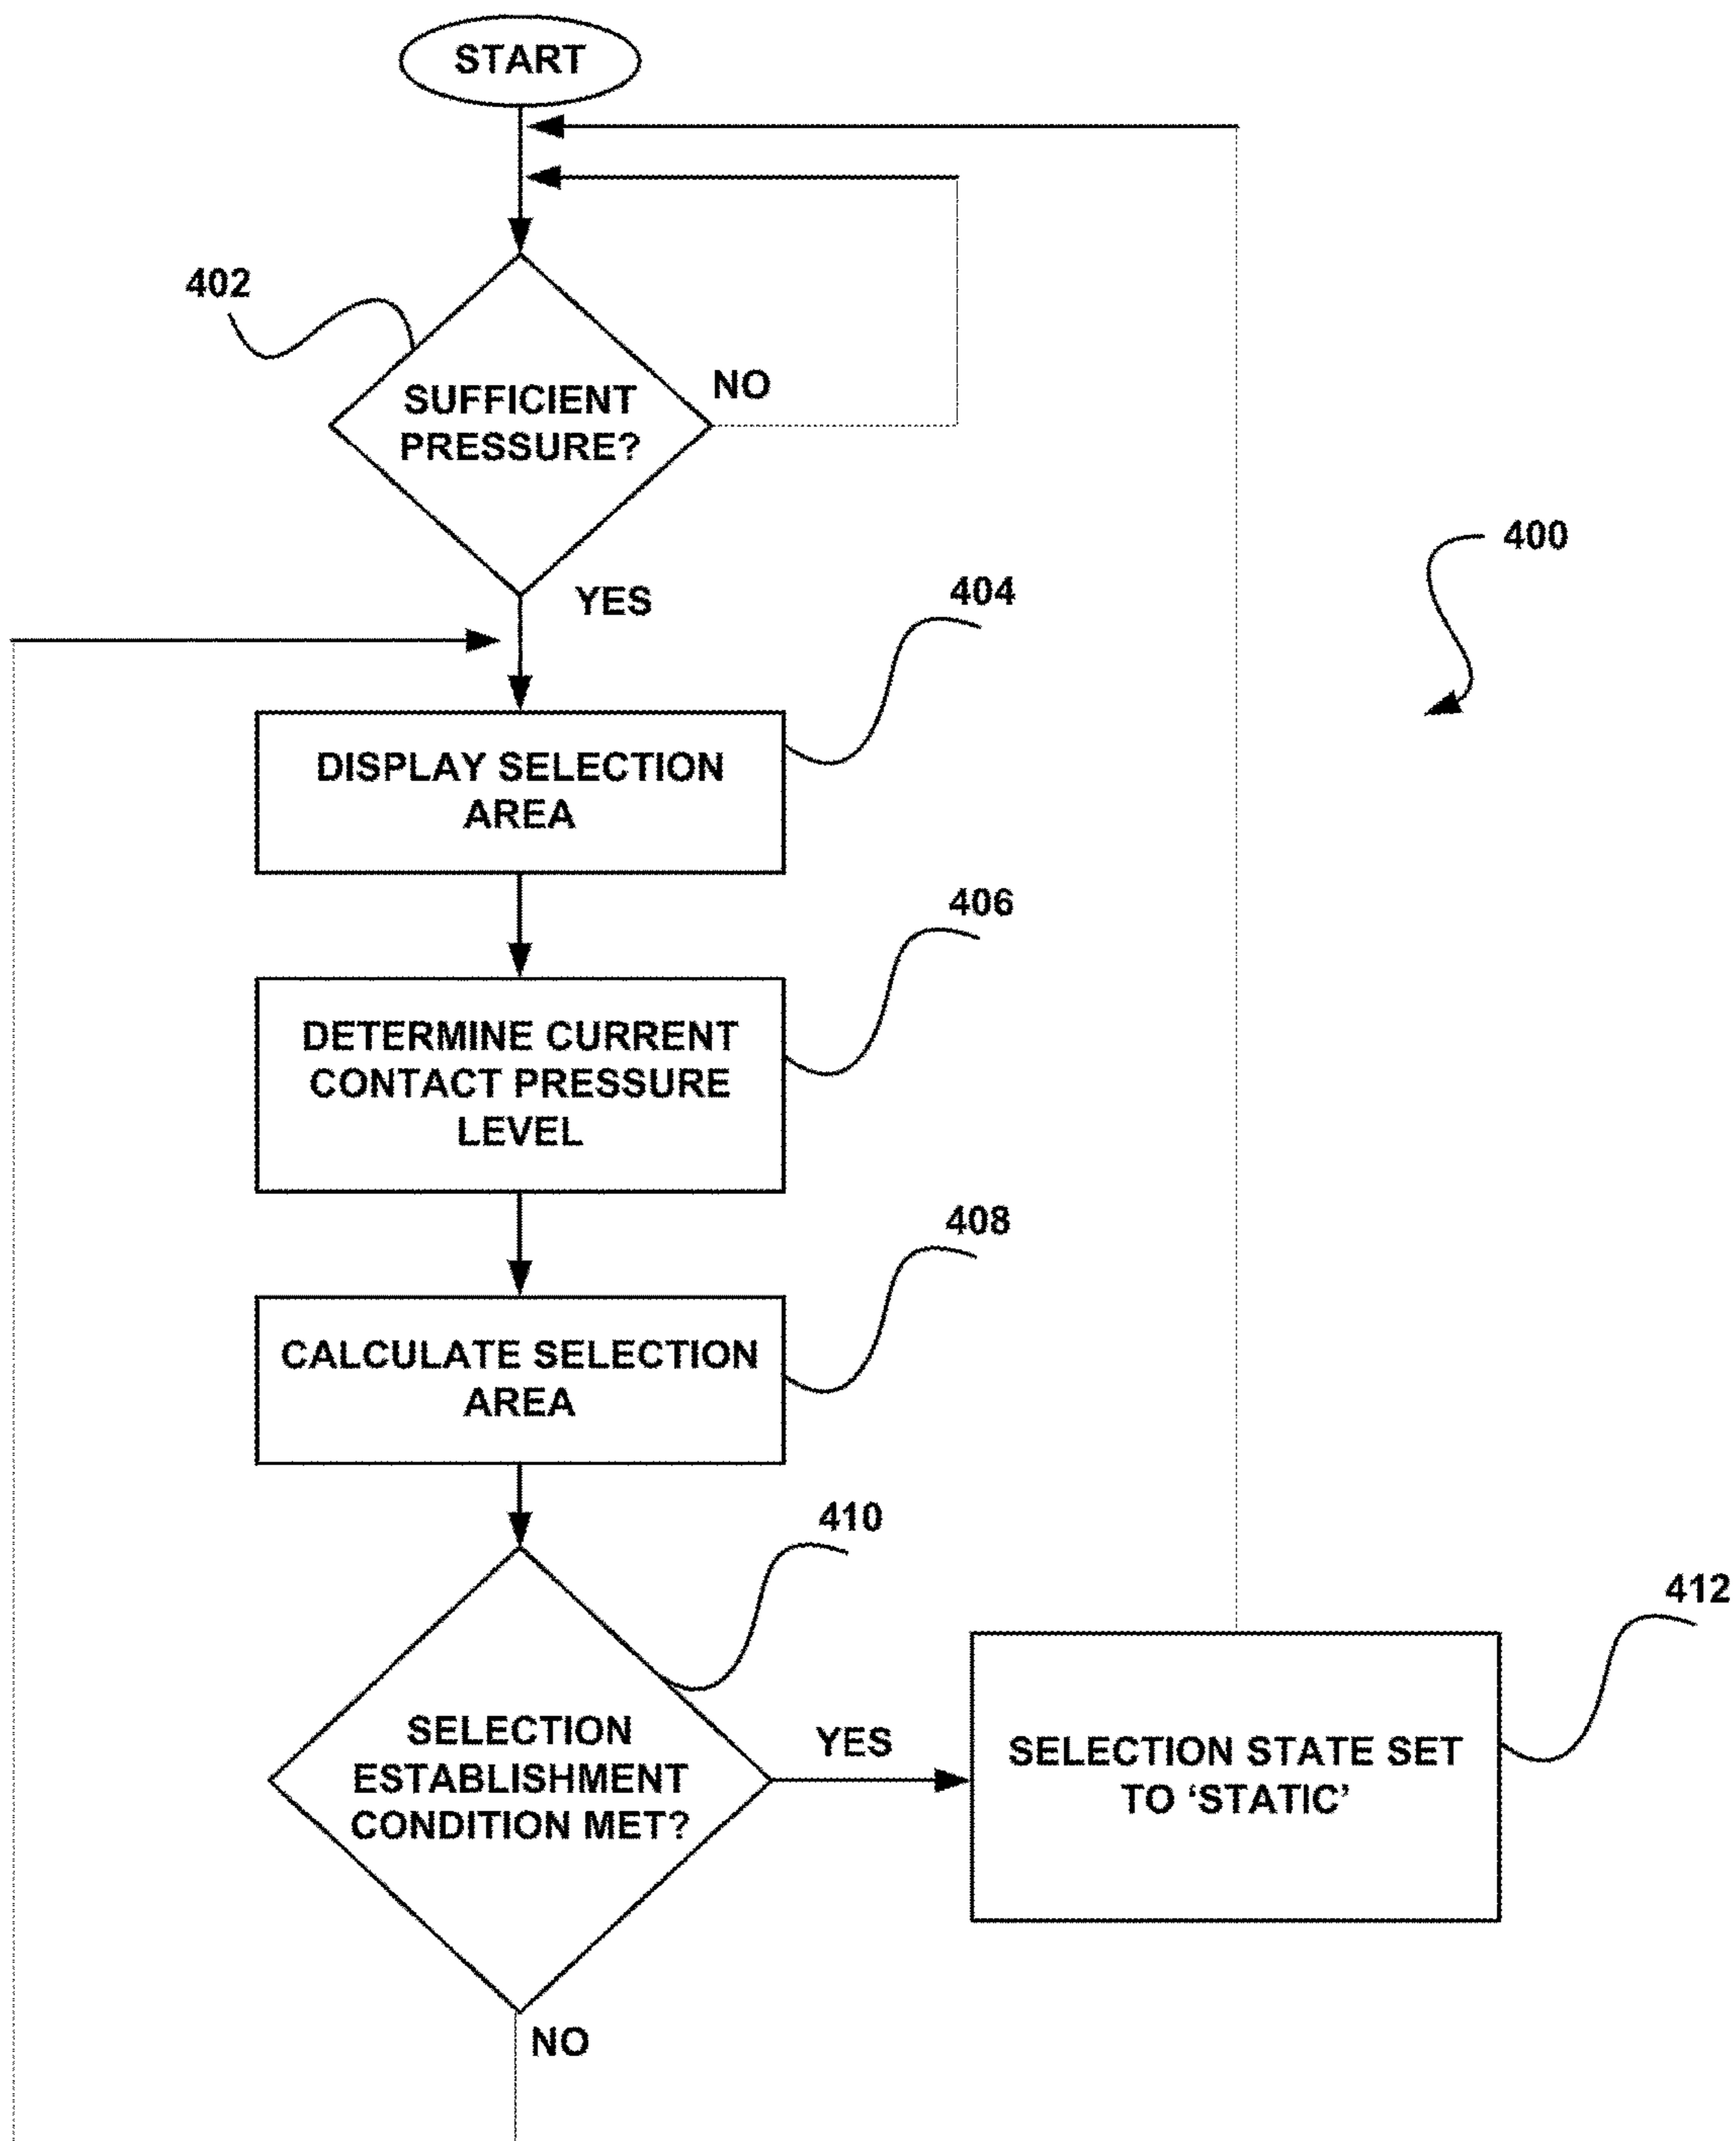 START
402
SUFFICIENT
PRESSURE?
NO
YES
400
404
DISPLAY SELECTION
AREA
406
DETERMINE CURRENT
CONTACT PRESSURE
LEVEL
408
CALCULATE SELECTION
AREA
410
SELECTION
ESTABLISHMENT
CONDITION MET?
YES
412
SELECTION STATE SET
TO ‘STATIC’
NO